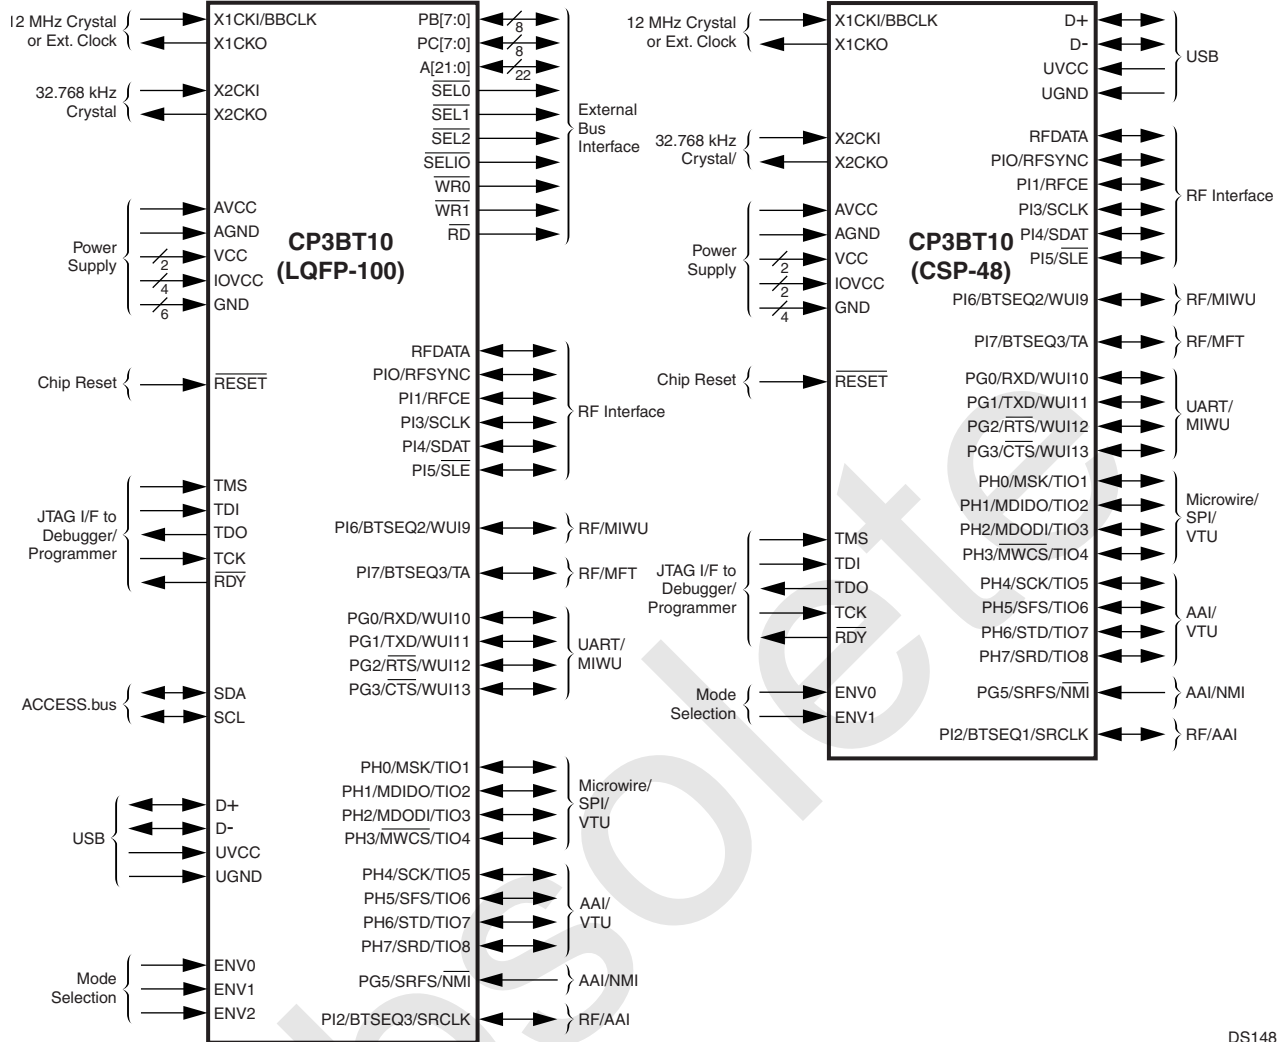 12 MHz Crystal
or Ext. Clock
X1CKI/BBCLK
X1CKO
32.768 kHz
Crystal
X2CKI
X2CKO
Power
Supply
AVCC
AGND
VCC
2
IOVCC
4
GND
6
Chip Reset
RESET
JTAG I/F to
Debugger/
Programmer
TMS
TDI
TDO
TCK
RDY
ACCESS.bus
SDA
SCL
USB
D+
D-
UVCC
UGND
Mode
Selection
ENV0
ENV1
ENV2
CP3BT10
(LQFP-100)
PB[7:0]
8
PC[7:0]
8
A[21:0]
22
SEL0
SEL1
SEL2
SELIO
WR0
WR1
RD
External
Bus
Interface
RFDATA
PIO/RFSYNC
PI1/RFCE
PI3/SCLK
PI4/SDAT
PI5/SLE
RF Interface
PI6/BTSEQ2/WUI9
RF/MIWU
PI7/BTSEQ3/TA
RF/MFT
PG0/RXD/WUI10
PG1/TXD/WUI11
PG2/RTS/WUI12
PG3/CTS/WUI13
UART/
MIWU
PH0/MSK/TIO1
PH1/MDIDO/TIO2
PH2/MDODI/TIO3
PH3/MWCS/TIO4
Microwire/
SPI/
VTU
PH4/SCK/TIO5
PH5/SFS/TIO6
PH6/STD/TIO7
PH7/SRD/TIO8
AAI/
VTU
PG5/SRFS/NMI
AAI/NMI
PI2/BTSEQ3/SRCLK
RF/AAI
12 MHz Crystal
or Ext. Clock
X1CKI/BBCLK
X1CKO
32.768 kHz
Crystal/
X2CKI
X2CKO
Power
Supply
AVCC
AGND
VCC
2
IOVCC
2
GND
4
Chip Reset
RESET
JTAG I/F to
Debugger/
Programmer
TMS
TDI
TDO
TCK
RDY
Mode
Selection
ENV0
ENV1
CP3BT10
(CSP-48)
D+
D-
UVCC
UGND
USB
RFDATA
PIO/RFSYNC
PI1/RFCE
PI3/SCLK
PI4/SDAT
PI5/SLE
RF Interface
PI6/BTSEQ2/WUI9
RF/MIWU
PI7/BTSEQ3/TA
RF/MFT
PG0/RXD/WUI10
PG1/TXD/WUI11
PG2/RTS/WUI12
PG3/CTS/WUI13
UART/
MIWU
PH0/MSK/TIO1
PH1/MDIDO/TIO2
PH2/MDODI/TIO3
PH3/MWCS/TIO4
Microwire/
SPI/
VTU
PH4/SCK/TIO5
PH5/SFS/TIO6
PH6/STD/TIO7
PH7/SRD/TIO8
AAI/
VTU
PG5/SRFS/NMI
AAI/NMI
PI2/BTSEQ1/SRCLK
RF/AAI
DS148